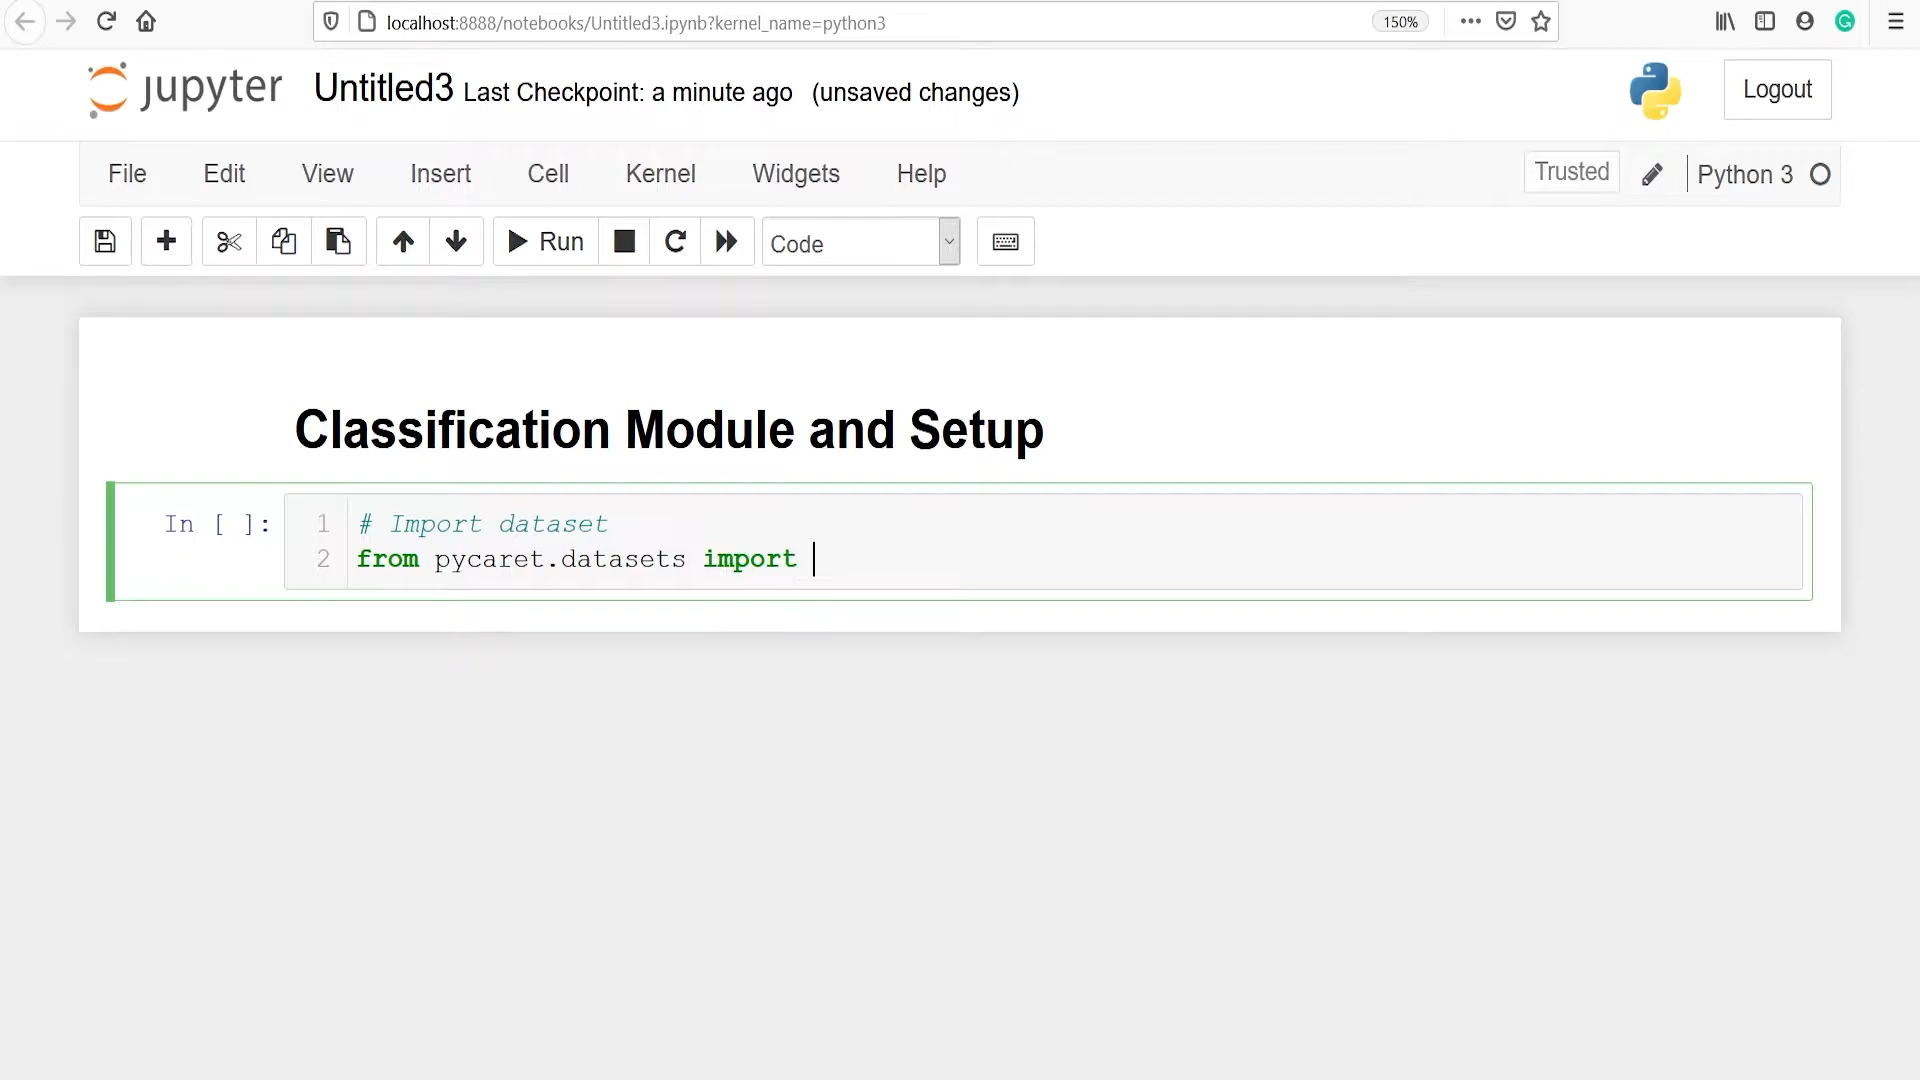 localhost:8888/notebooks/Untitled3.ipynb?kernel_name=python3
150%
jupyter Untitled3 Last Checkpoint: a minute ago (unsaved changes)
Logout
File Edit View Insert Cell Kernel Widgets Help
Trusted
Python 3
Run
Code
Classification Module and Setup
In [ ]:
1 # Import dataset
2 from pycaret.datasets import